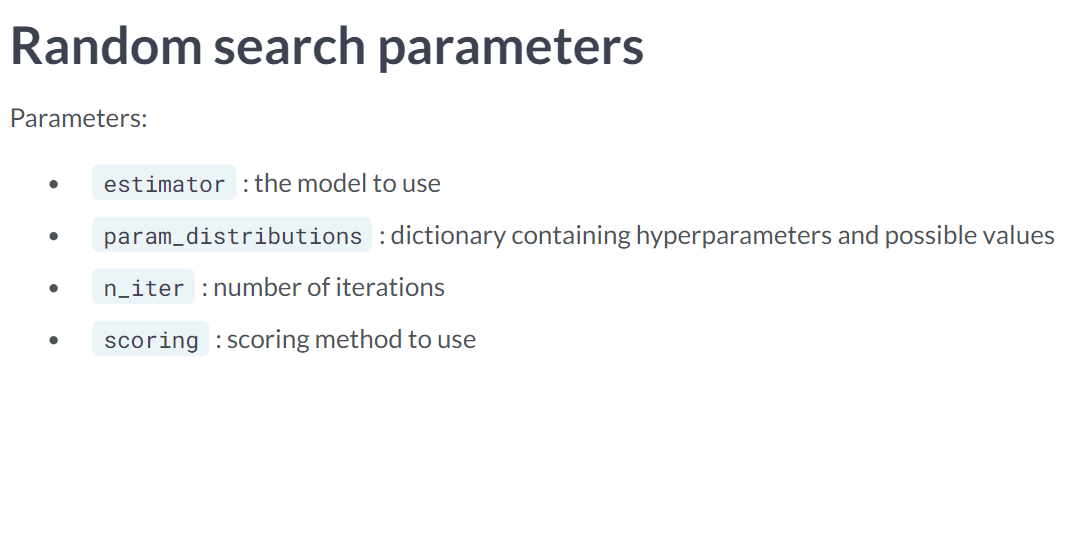 Random search parameters
Parameters:
• estimator : the model to use
• param_distributions : dictionary containing hyperparameters and possible values
• n_iter : number of iterations
• scoring : scoring method to use